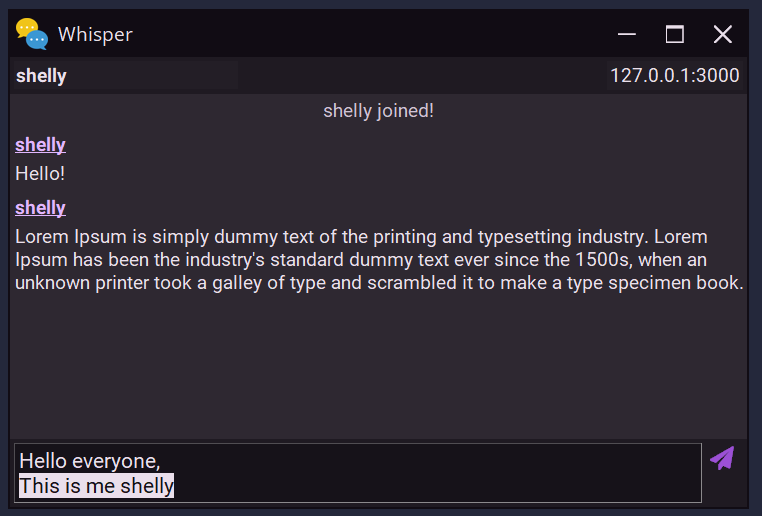 Whisper
shelly 127.0.0.1:3000
shelly joined!
shelly
Hello!
shelly
Lorem Ipsum is simply dummy text of the printing and typesetting industry. Lorem
Ipsum has been the industry's standard dummy text ever since the 1500s, when an
unknown printer took a galley of type and scrambled it to make a type specimen book.
Hello everyone,
This is me shelly